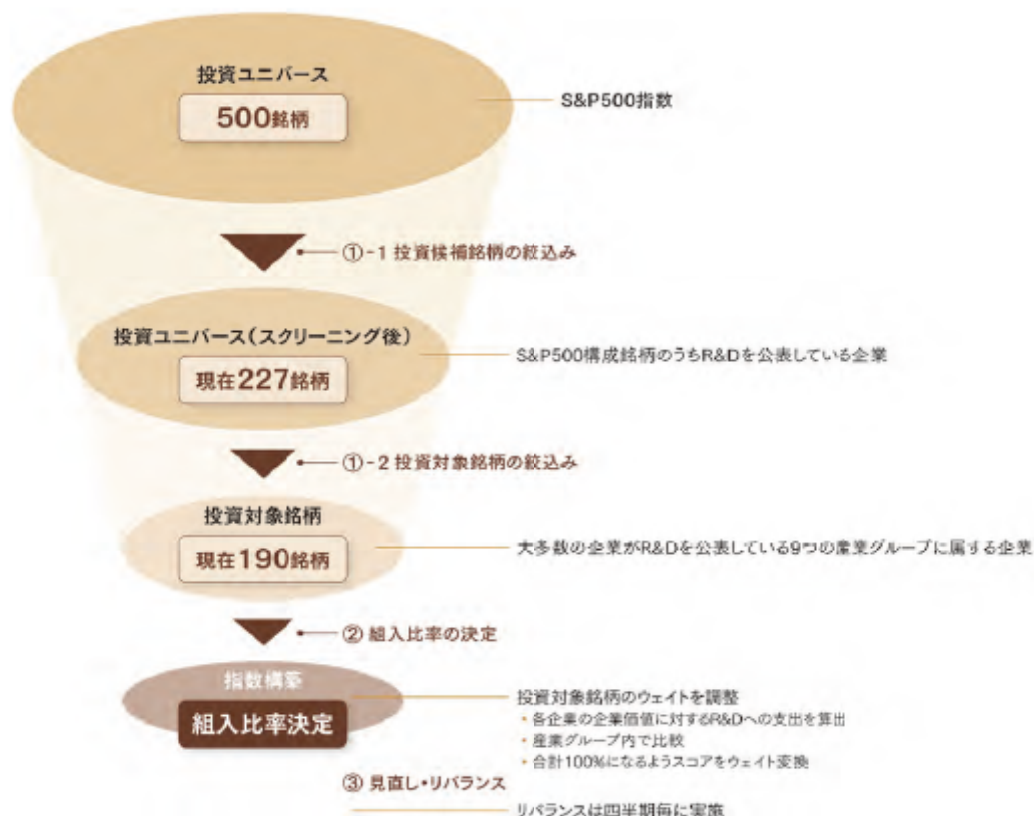 投資ユニバース
500銘柄
S&P500指数
①-1 投資候補銘柄の絞込み
投資ユニバース(スクリーニング後)
現在227銘柄
S&P500構成銘柄のうちR&Dを公表している企業
①-2 投資対象銘柄の絞込み
投資対象銘柄
現在190銘柄
大多数の企業がR&Dを公表している9つの産業グループに属する企業
② 組入比率の決定
指数構築
組入比率決定
投資対象銘柄のウェイトを調整
・各企業の企業価値に対するR&Dへの支出を算出
・産業グループ内で比較
・合計100%になるようスコアをウェイト変換
③ 見直し・リバランス
リバランスは四半期毎に実施